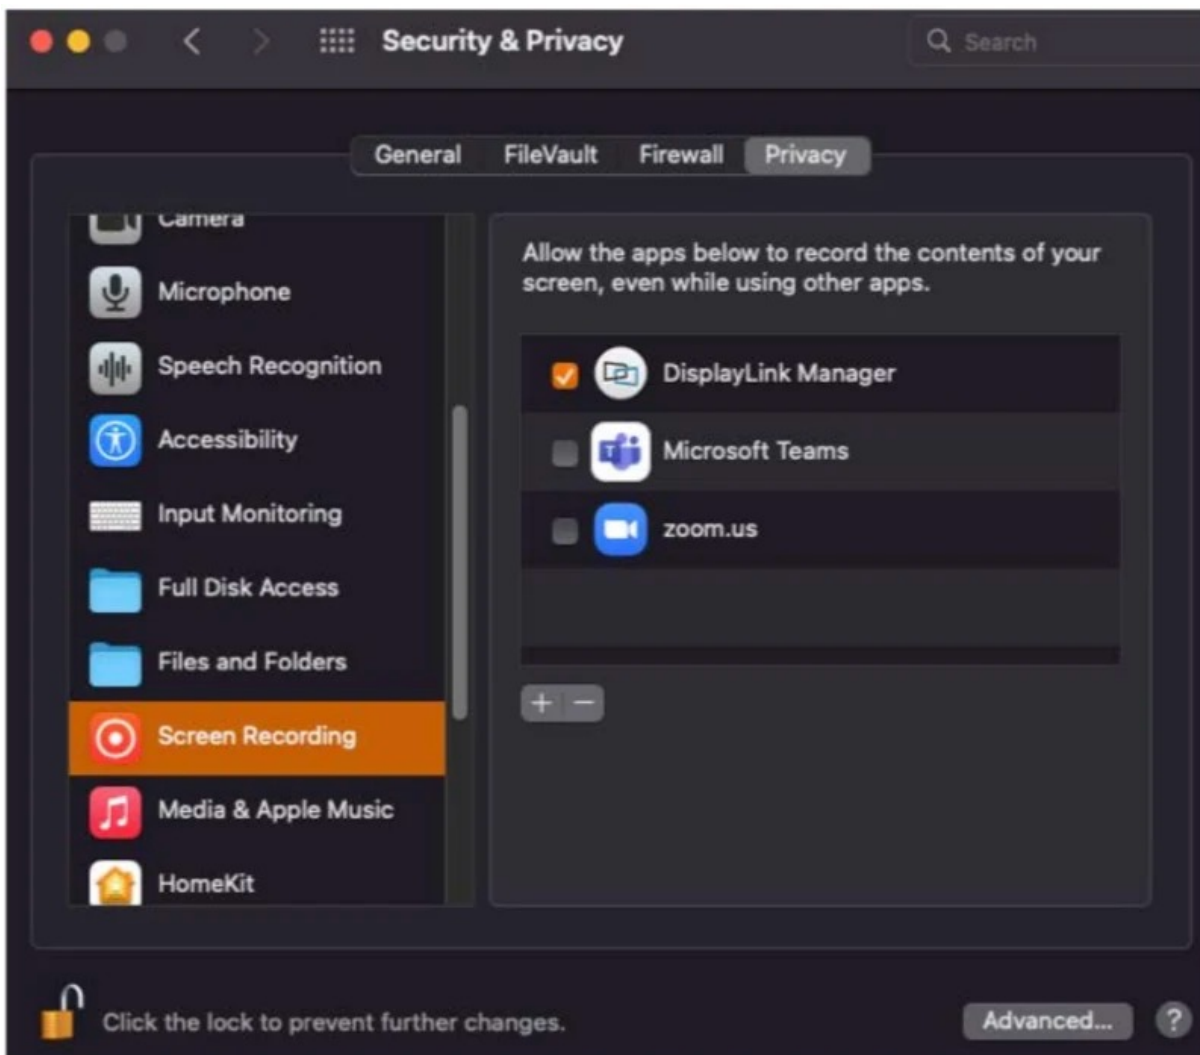 Security & Privacy
Search
General
FileVault
Firewall
Privacy
Camera
Microphone
Speech Recognition
Accessibility
Input Monitoring
Full Disk Access
Files and Folders
Screen Recording
Media & Apple Music
HomeKit
Allow the apps below to record the contents of your
screen, even while using other apps.
DisplayLink Manager
Microsoft Teams
zoom.us
Click the lock to prevent further changes.
Advanced...
?